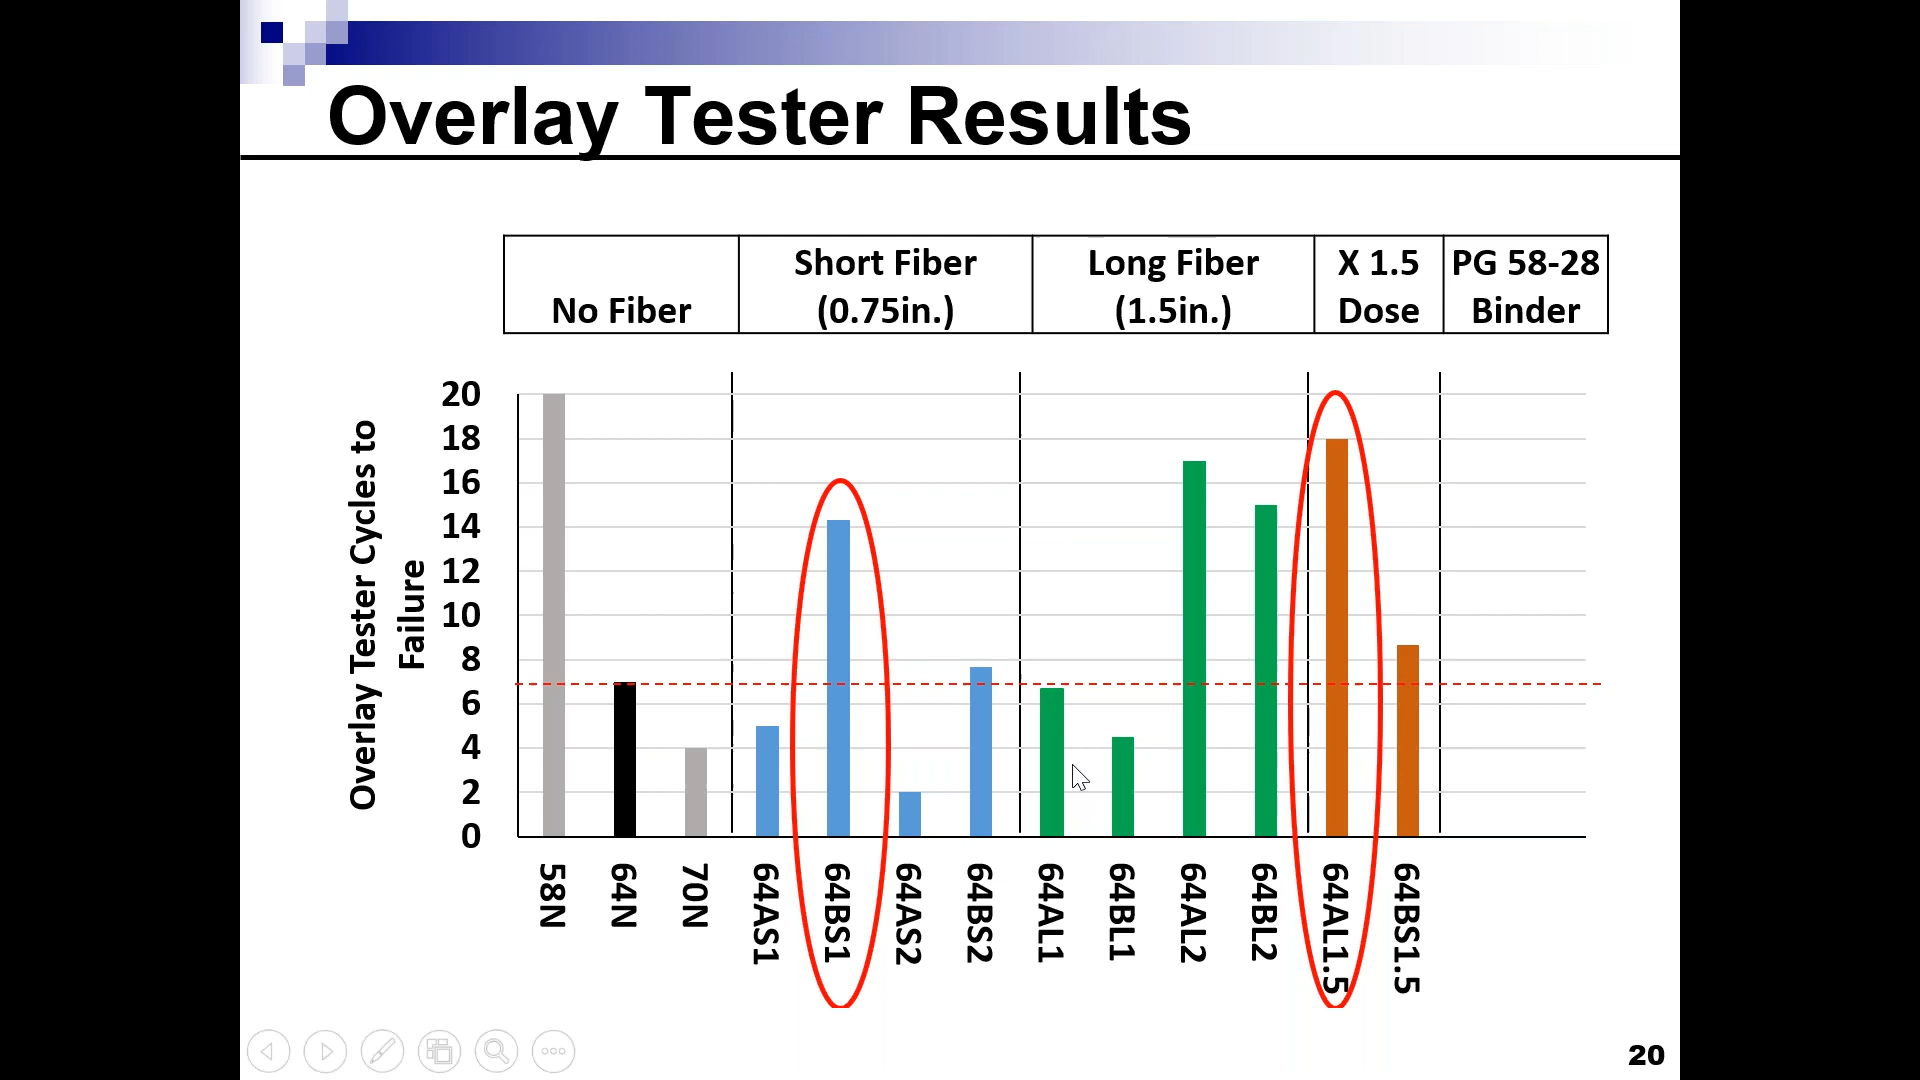 Overlay Tester Results
No Fiber
Short Fiber
(0.75in.)
Long Fiber
(1.5in.)
X 1.5
Dose
PG 58-28
Binder
Overlay Tester Cycles to
Failure
20
18
16
14
12
10
8
6
4
2
0
58N
64N
70N
64AS1
64BS1
64AS2
64BS2
64AL1
64BL1
64AL2
64BL2
64AL1.5
64BS1.5
20